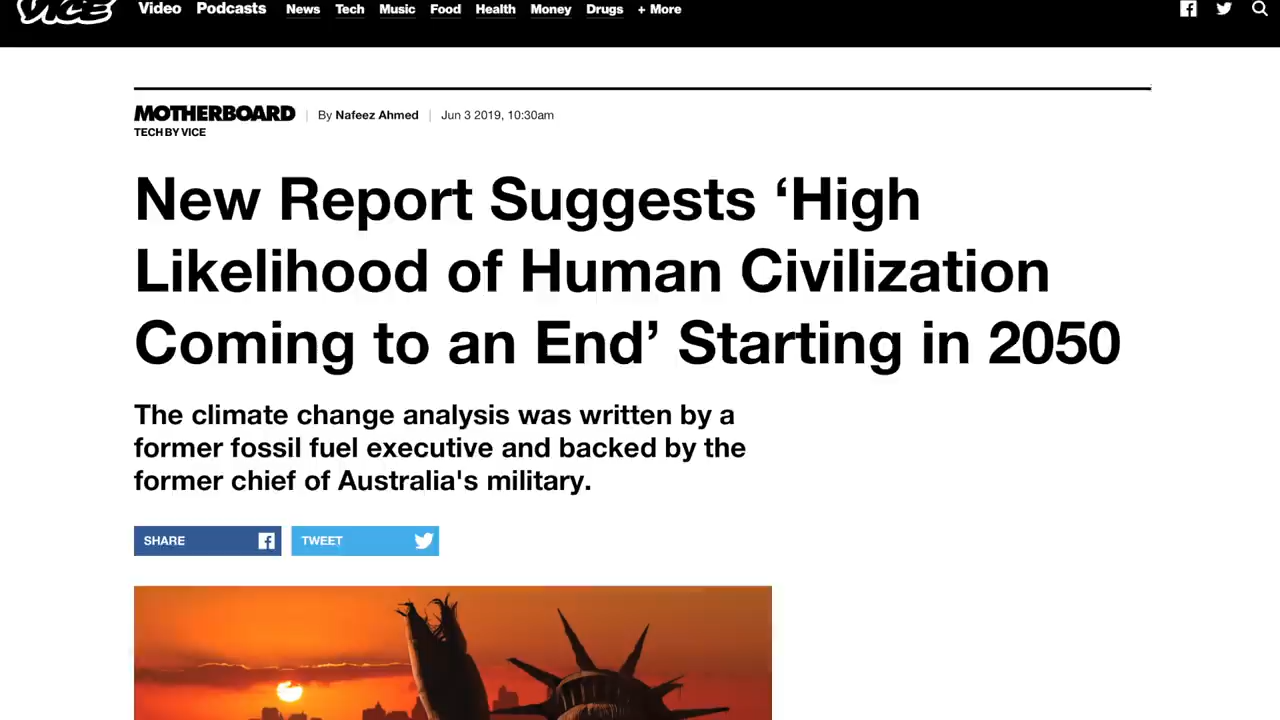 VICE
Video Podcasts News Tech Music Food Health Money Drugs + More
MOTHERBOARD
TECH BY VICE
By Nafeez Ahmed
Jun 3 2019, 10:30am
New Report Suggests ‘High
Likelihood of Human Civilization
Coming to an End’ Starting in 2050
The climate change analysis was written by a
former fossil fuel executive and backed by the
former chief of Australia's military.
SHARE
TWEET